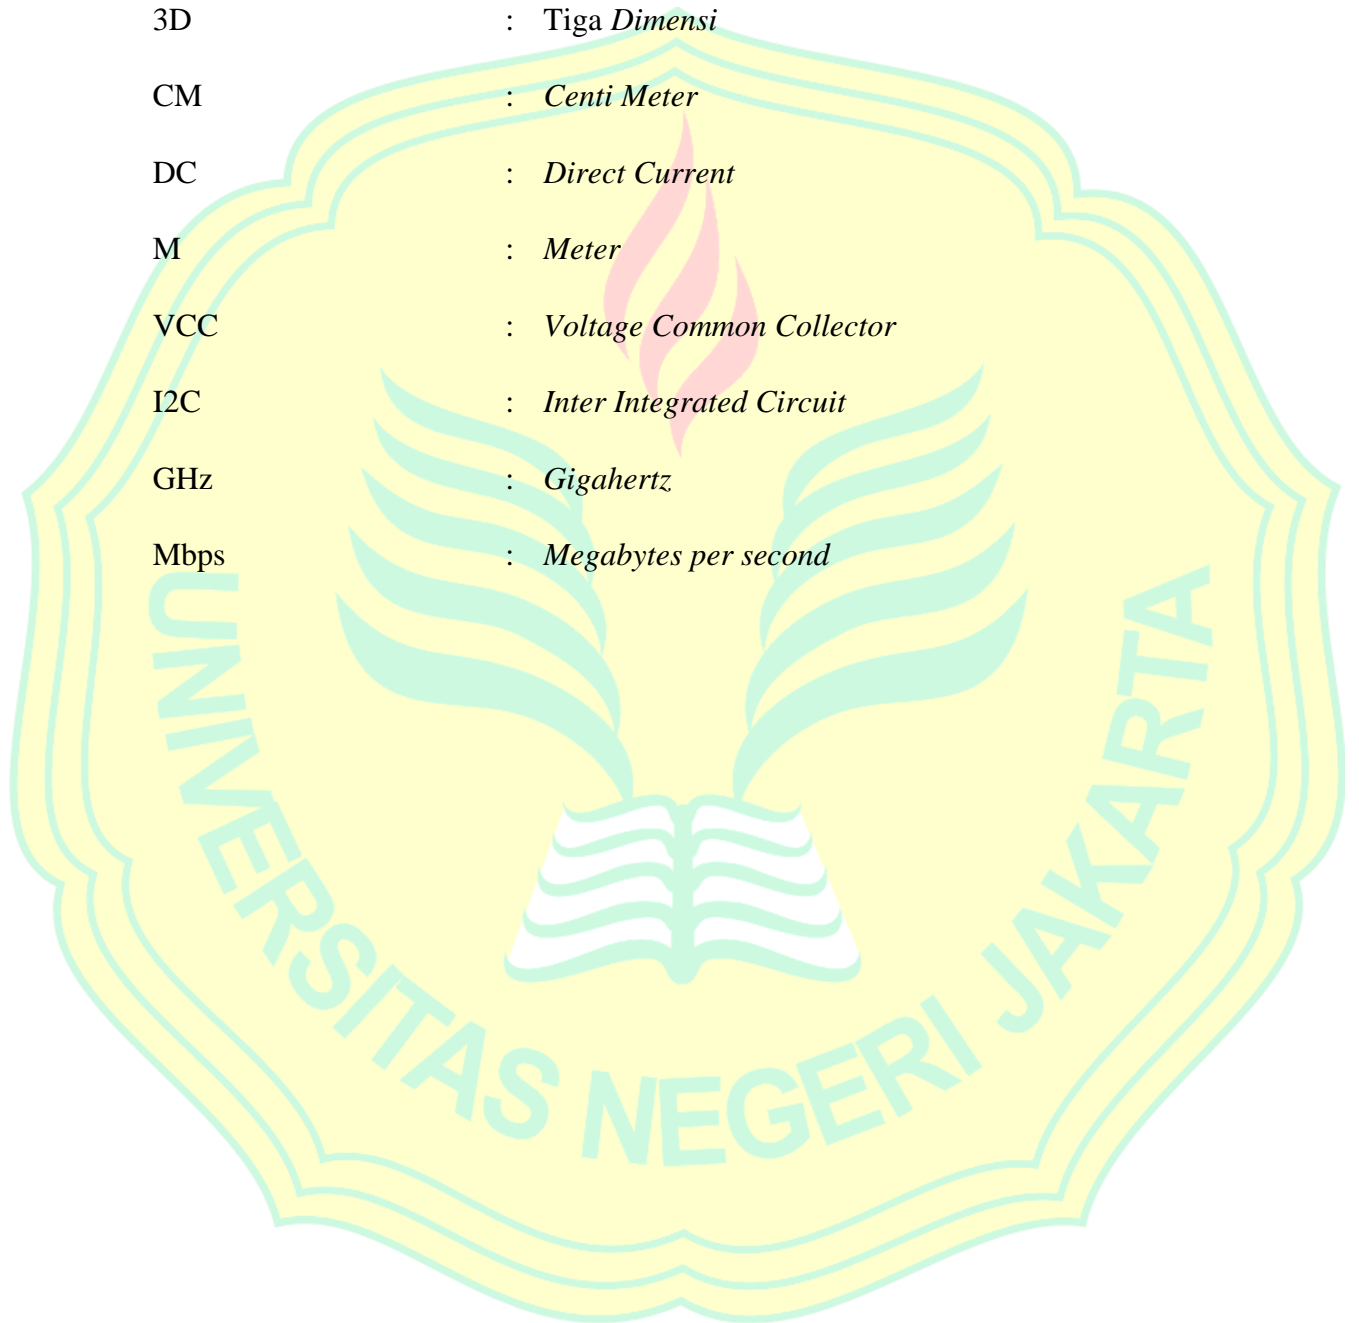 3D : Tiga Dimensi
CM : Centi Meter
DC : Direct Current
M : Meter
VCC : Voltage Common Collector
I2C : Inter Integrated Circuit
GHz : Gigahertz
Mbps : Megabytes per second
UNIVERSITAS NEGERI JAKARTA